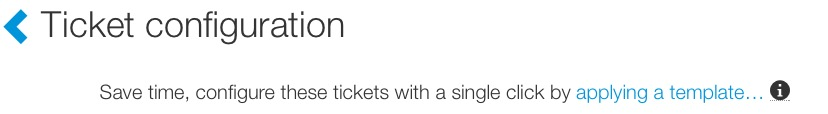 Ticket configuration
Save time, configure these tickets with a single click by applying a template...